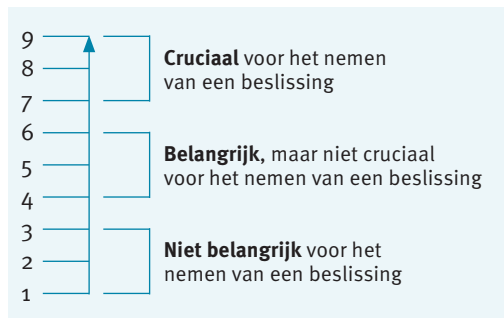 9
8
7
Cruciaal voor het nemen
van een beslissing
6
5
4
Belangrijk, maar niet cruciaal
voor het nemen van een beslissing
3
2
1
Niet belangrijk voor het
nemen van een beslissing